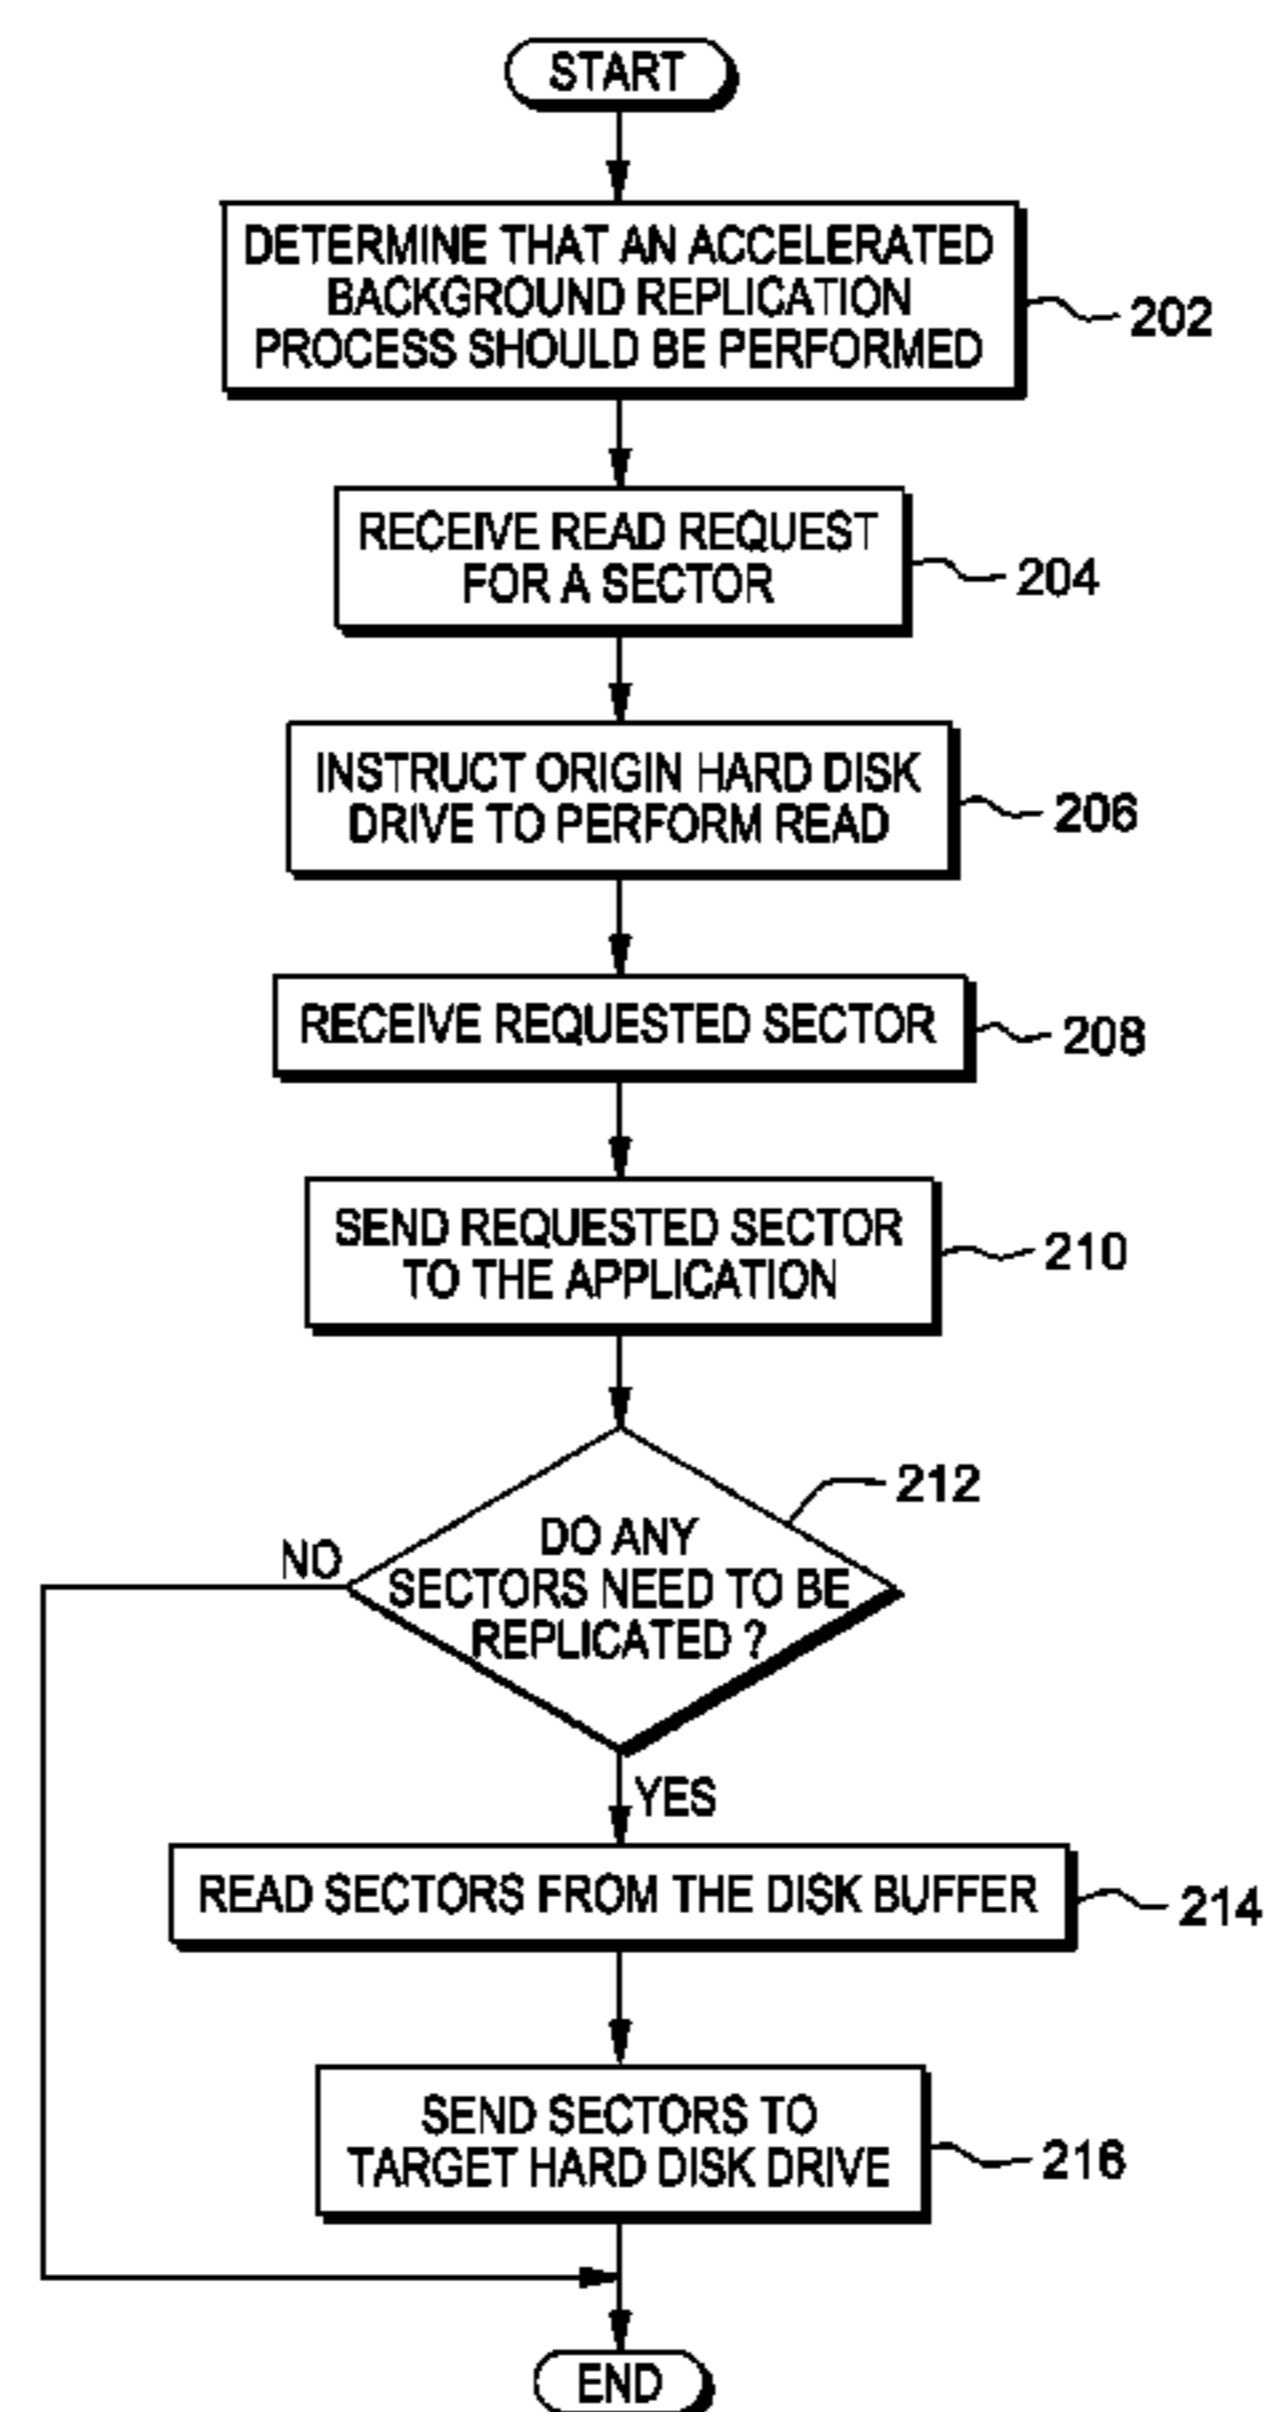 START
DETERMINE THAT AN ACCELERATED
BACKGROUND REPLICATION
PROCESS SHOULD BE PERFORMED
202
RECEIVE READ REQUEST
FOR A SECTOR
204
INSTRUCT ORIGIN HARD DISK
DRIVE TO PERFORM READ
206
RECEIVE REQUESTED SECTOR
208
SEND REQUESTED SECTOR
TO THE APPLICATION
210
212
NO
DO ANY
SECTORS NEED TO BE
REPLICATED ?
YES
READ SECTORS FROM THE DISK BUFFER
214
SEND SECTORS TO
TARGET HARD DISK DRIVE
216
END